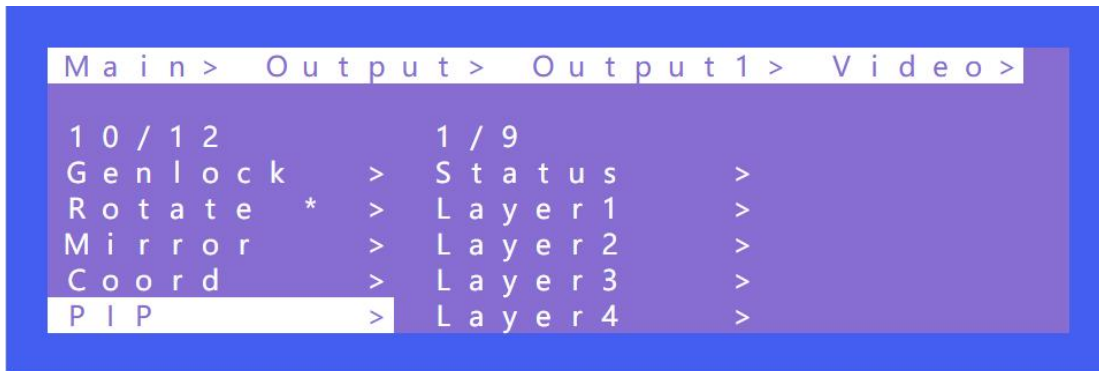 Main> Output> Output1> Video>
10/12 1/9
Genlock > Status >
Rotate * > Layer1 >
Mirror > Layer2 >
Coord > Layer3 >
PIP > Layer4 >